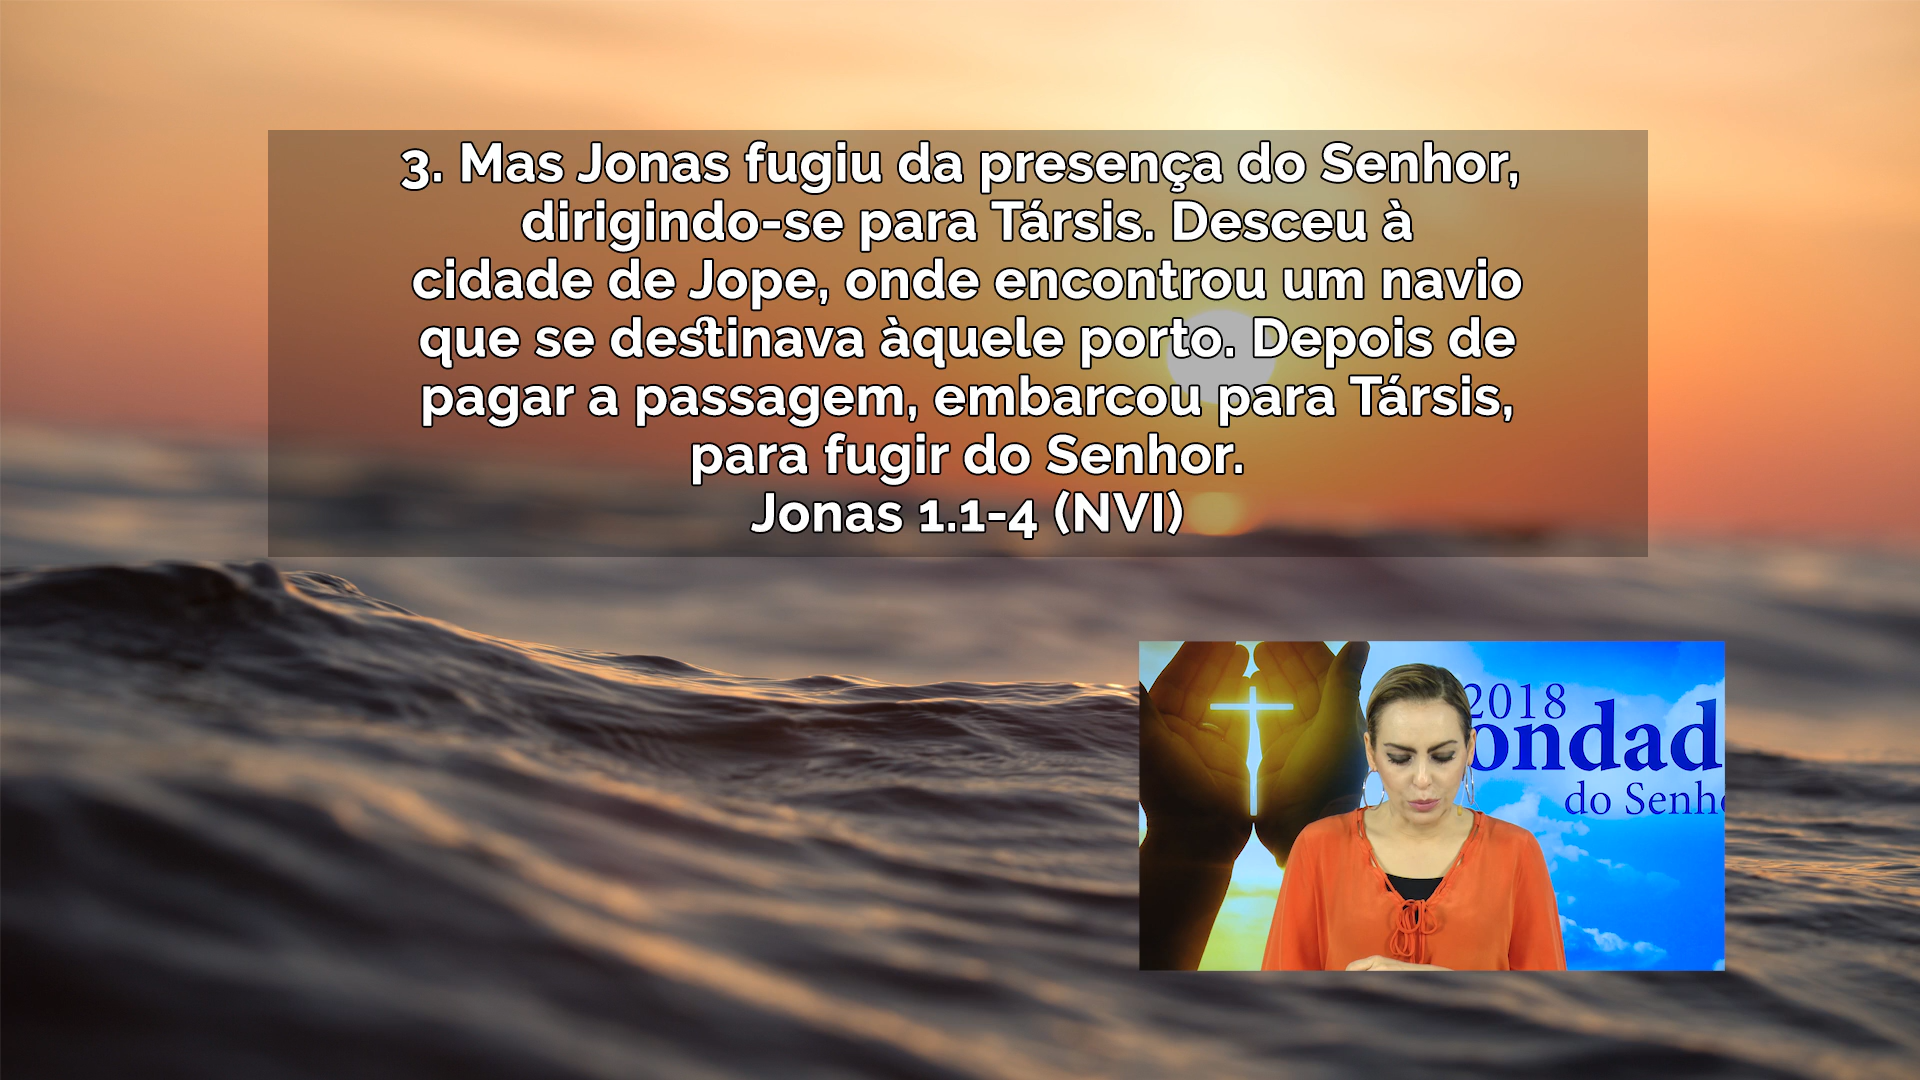 3. Mas Jonas fugiu da presença do Senhor,
dirigindo-se para Társis. Desceu à
cidade de Jope, onde encontrou um navio
que se destinava àquele porto. Depois de
pagar a passagem, embarcou para Társis,
para fugir do Senhor.
Jonas 1.1-4 (NVI)
2018
ondad
do Senho